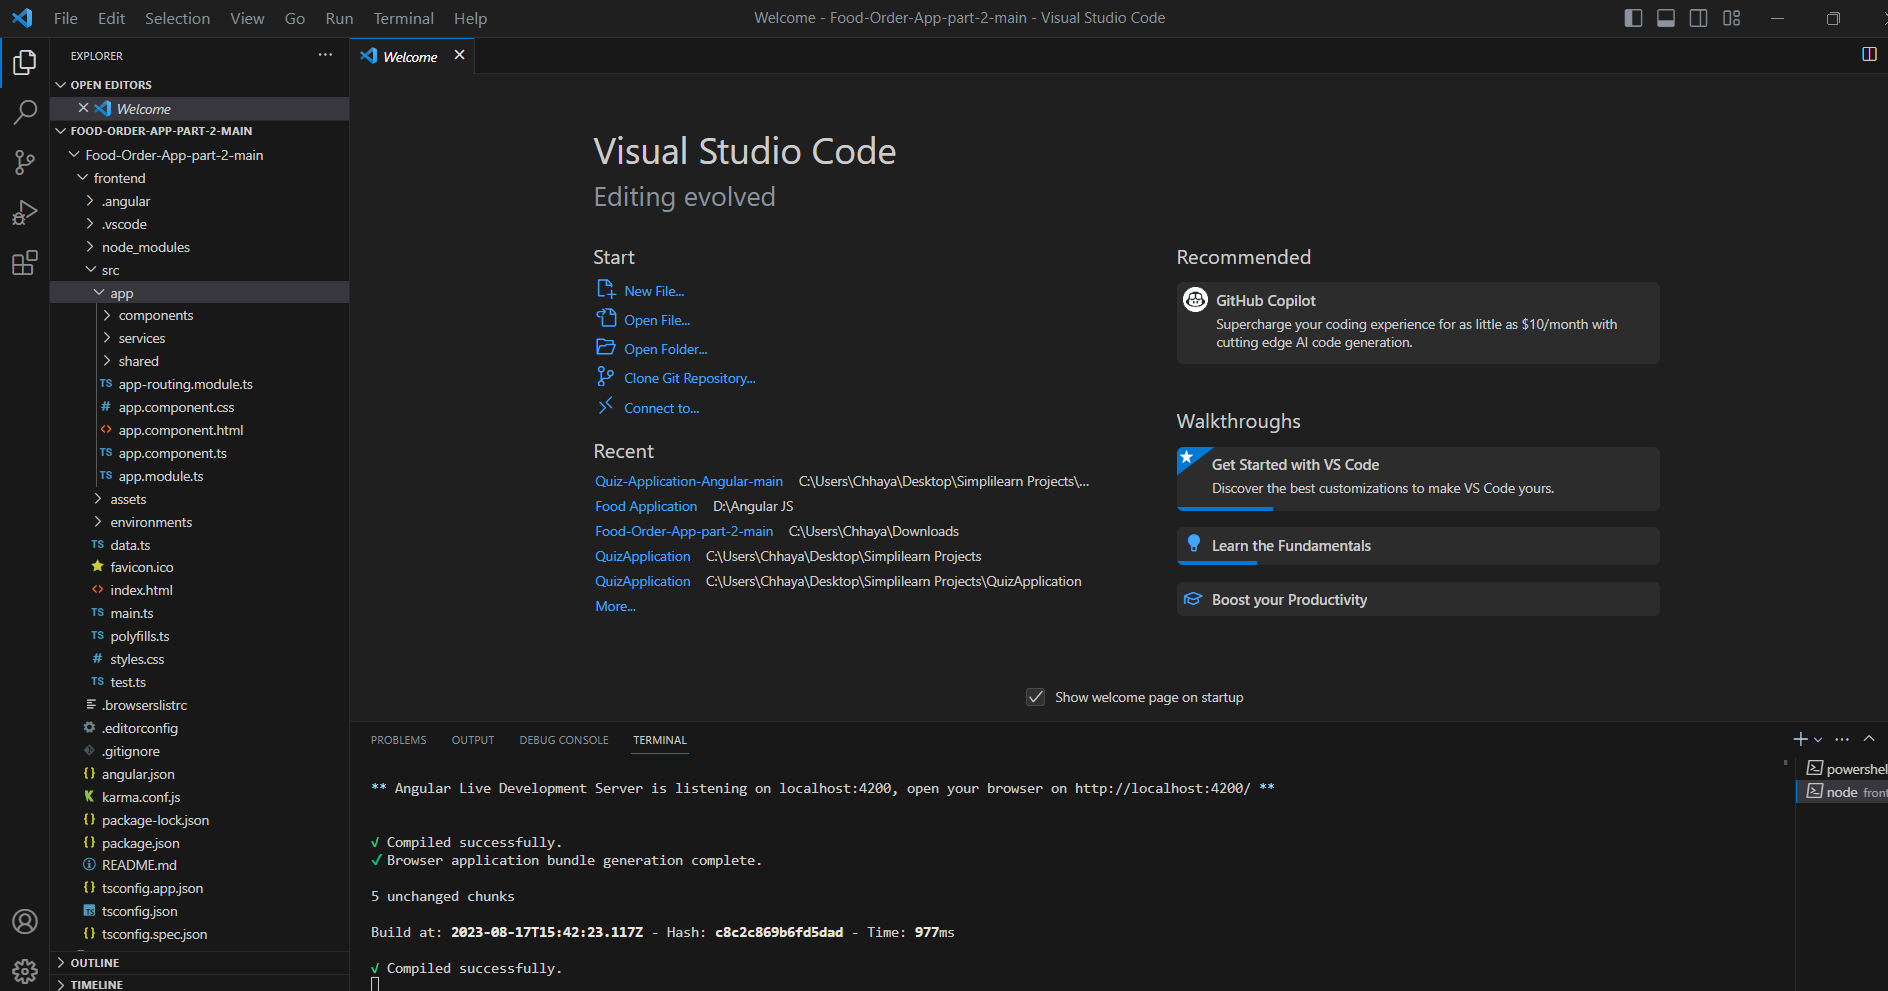 File Edit Selection View Go Run Terminal Help
Welcome - Food-Order-App-part-2-main - Visual Studio Code
EXPLORER
OPEN EDITORS
Welcome
FOOD-ORDER-APP-PART-2-MAIN
Food-Order-App-part-2-main
frontend
.angular
.vscode
node_modules
src
app
components
services
shared
TS app-routing.module.ts
# app.component.css
<> app.component.html
TS app.component.ts
TS app.module.ts
assets
environments
TS data.ts
favicon.ico
<> index.html
TS main.ts
TS polyfills.ts
# styles.css
TS test.ts
.browserslistrc
.editorconfig
.gitignore
{} angular.json
K karma.conf.js
{} package-lock.json
{} package.json
README.md
{} tsconfig.app.json
TS tsconfig.json
{} tsconfig.spec.json
OUTLINE
TIMELINE
Welcome
Visual Studio Code
Editing evolved
Start
New File...
Open File...
Open Folder...
Clone Git Repository...
Connect to...
Recent
Quiz-Application-Angular-main C:\Users\Chhaya\Desktop\Simplilearn Projects\...
Food Application D:\Angular JS
Food-Order-App-part-2-main C:\Users\Chhaya\Downloads
QuizApplication C:\Users\Chhaya\Desktop\Simplilearn Projects
QuizApplication C:\Users\Chhaya\Desktop\Simplilearn Projects\QuizApplication
More...
Recommended
GitHub Copilot
Supercharge your coding experience for as little as $10/month with
cutting edge AI code generation.
Walkthroughs
Get Started with VS Code
Discover the best customizations to make VS Code yours.
Learn the Fundamentals
Boost your Productivity
Show welcome page on startup
PROBLEMS OUTPUT DEBUG CONSOLE TERMINAL
** Angular Live Development Server is listening on localhost:4200, open your browser on http://localhost:4200/ **
√ Compiled successfully.
✔ Browser application bundle generation complete.
5 unchanged chunks
Build at: 2023-08-17T15:42:23.117Z - Hash: c8c2c869b6fd5dad - Time: 977ms
√ Compiled successfully.
powershel
node front